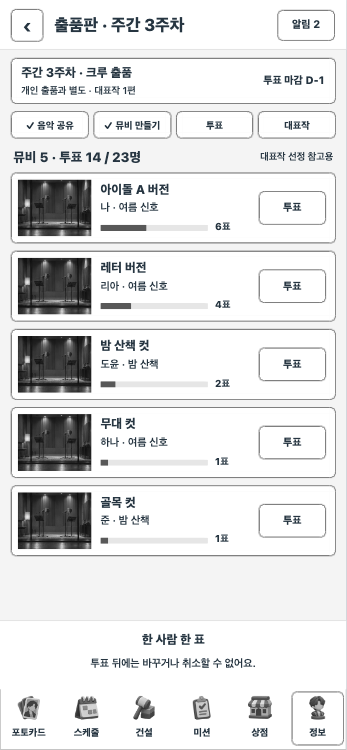 ‹ 출품판 · 주간 3주차 알림 2
주간 3주차 · 크루 출품
개인 출품과 별도 · 대표작 1편
투표 마감 D-1
✓ 음악 공유 ✓ 뮤비 만들기 투표 대표작
뮤비 5 · 투표 14 / 23명 대표작 선정 참고용
아이돌 A 버전
나 · 여름 신호
6표
투표
레터 버전
리아 · 여름 신호
4표
투표
밤 산책 컷
도윤 · 밤 산책
2표
투표
무대 컷
하나 · 여름 신호
1표
투표
골목 컷
준 · 밤 산책
1표
투표
한 사람 한 표
투표 뒤에는 바꾸거나 취소할 수 없어요.
포토카드 스케줄 건설 미션 상점 정보